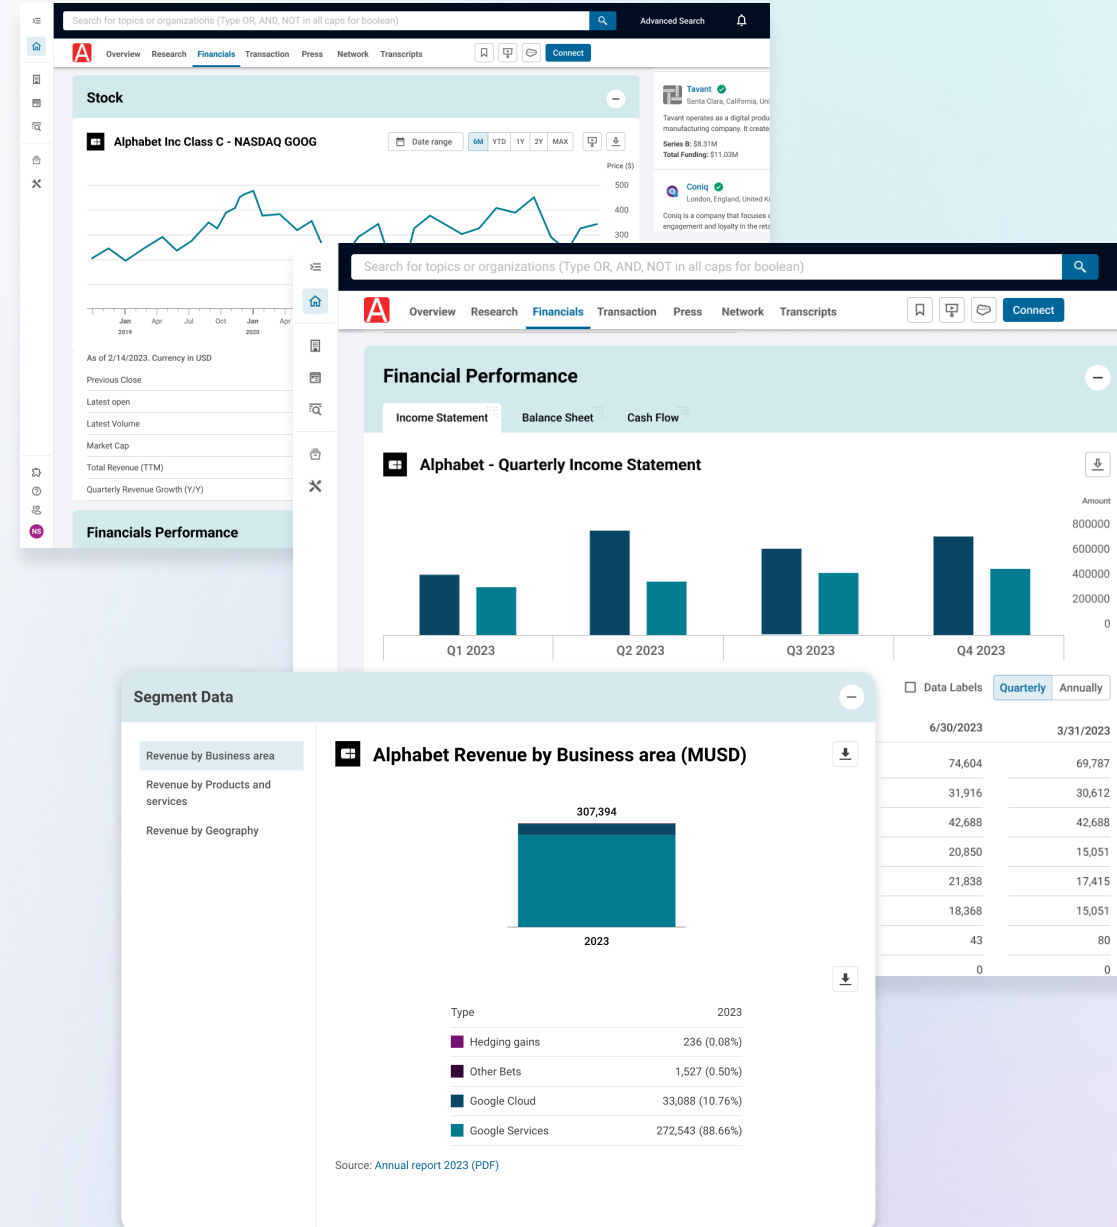 Search for topics or organizations (Type OR, AND, NOT in all caps for boolean)
Advanced Search
A
Overview Research Financials Transaction Press Network Transcripts
Connect
Stock
Alphabet Inc Class C - NASDAQ GOOG
Date range
6M YTD 1Y 2Y MAX
Price ($)
500
400
300
Jan Apr Jul Oct Jan Apr
2019 2020
As of 2/14/2023. Currency in USD
Previous Close
Latest open
Latest Volume
Market Cap
Total Revenue (TTM)
Quarterly Revenue Growth (Y/Y)
Financials Performance
NS
Tavant
Santa Clara, California, Uni
Tavant operates as a digital produ
manufacturing company. It create
Series B: $8.31M
Total Funding: $11.03M
Coniq
London, England, United Ki
Coniq is a company that focuses
engagement and loyalty in the reta
Search for topics or organizations (Type OR, AND, NOT in all caps for boolean)
A
Overview Research Financials Transaction Press Network Transcripts
Connect
Financial Performance
Income Statement Balance Sheet Cash Flow
Alphabet - Quarterly Income Statement
Amount
800000
600000
400000
200000
0
Q1 2023 Q2 2023 Q3 2023 Q4 2023
Data Labels Quarterly Annually
6/30/2023 3/31/2023
74,604 69,787
31,916 30,612
42,688 42,688
20,850 15,051
21,838 17,415
18,368 15,051
43 80
0 0
Segment Data
Revenue by Business area
Revenue by Products and
services
Revenue by Geography
Alphabet Revenue by Business area (MUSD)
307,394
2023
Type 2023
Hedging gains 236 (0.08%)
Other Bets 1,527 (0.50%)
Google Cloud 33,088 (10.76%)
Google Services 272,543 (88.66%)
Source: Annual report 2023 (PDF)